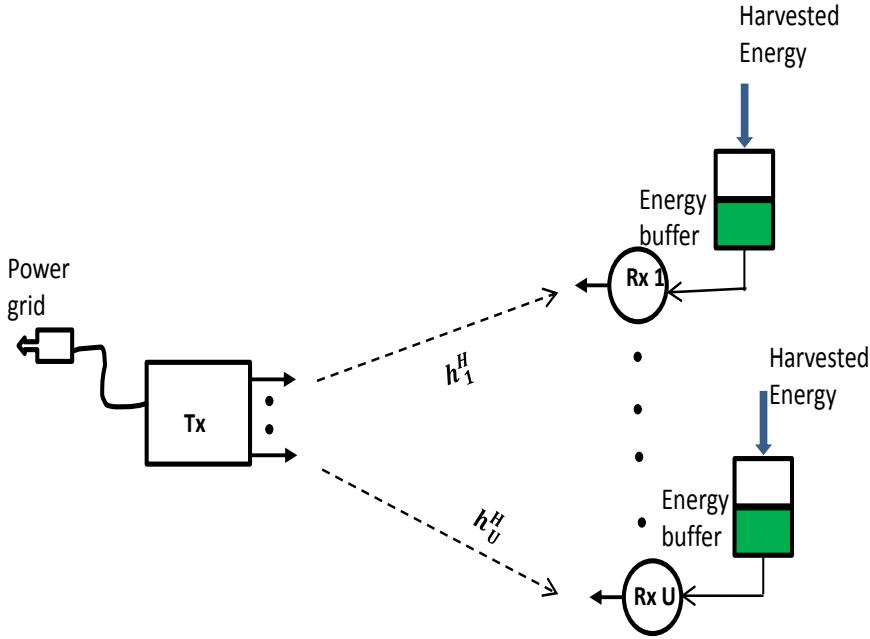 Harvested
Energy
Energy
buffer
Rx 1
Power
grid
Tx
h_1^H
Harvested
Energy
h_U^H
Energy
buffer
Rx U